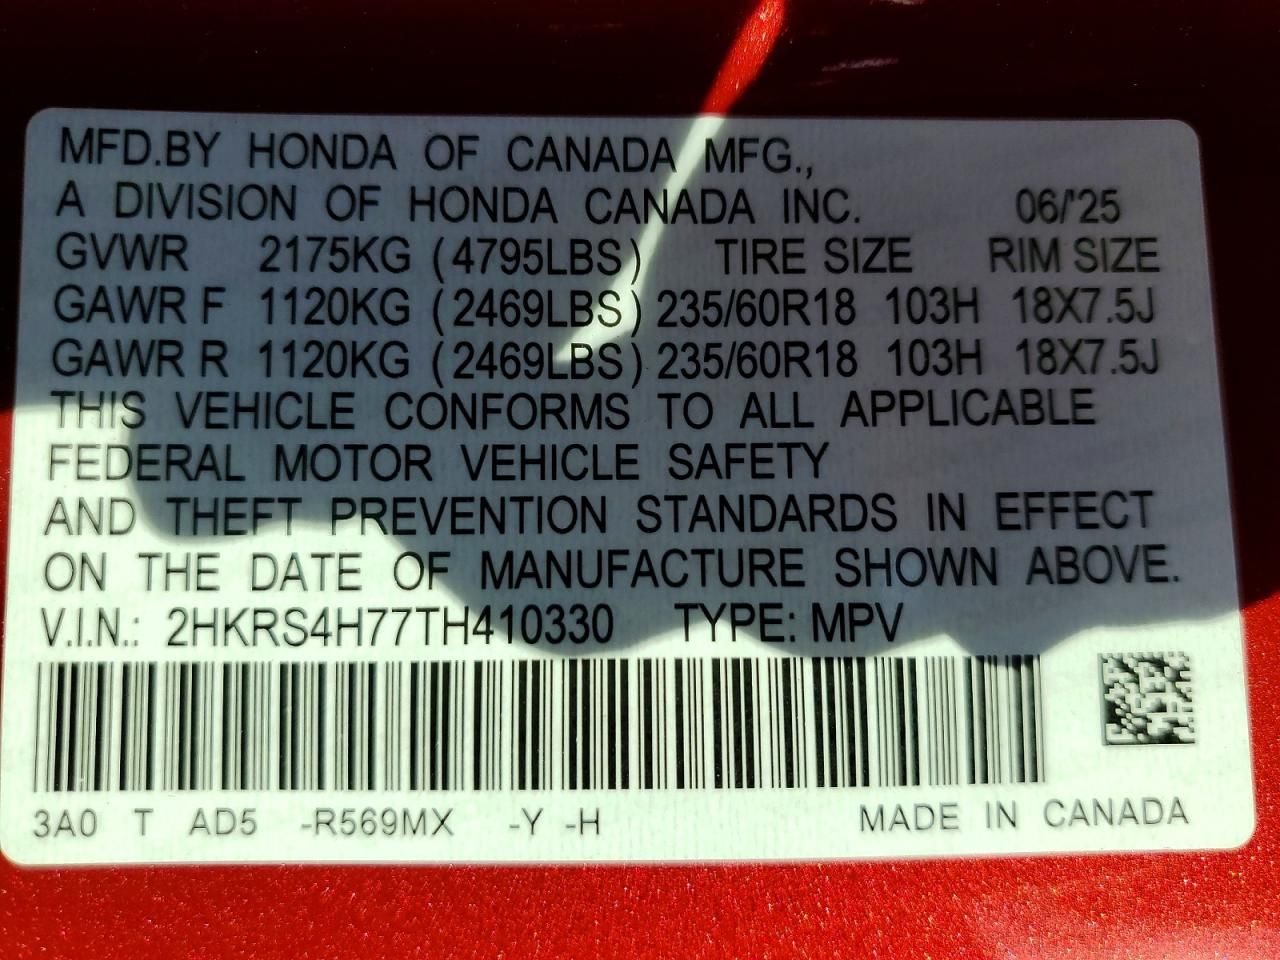 MFD.BY HONDA OF CANADA MFG.,
A DIVISION OF HONDA CANADA INC. 06/'25
GVWR 2175KG (4795LBS) TIRE SIZE RIM SIZE
GAWR F 1120KG (2469LBS) 235/60R18 103H 18X7.5J
GAWR R 1120KG (2469LBS) 235/60R18 103H 18X7.5J
THIS VEHICLE CONFORMS TO ALL APPLICABLE
FEDERAL MOTOR VEHICLE SAFETY
AND THEFT PREVENTION STANDARDS IN EFFECT
ON THE DATE OF MANUFACTURE SHOWN ABOVE.
V.I.N.: 2HKRS4H77TH410330 TYPE: MPV
3A0 T AD5 -R569MX -Y -H MADE IN CANADA